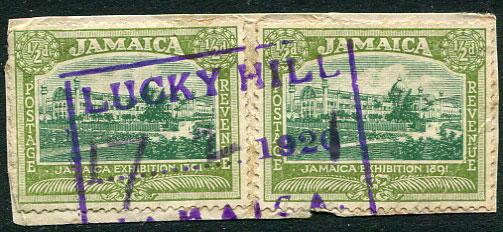 ½d JAMAICA ½d
POSTAGE
REVENUE
JAMAICA EXHIBITION 1891
½d JAMAICA ½d
POSTAGE
REVENUE
JAMAICA EXHIBITION 1891
LUCKY HILL
1920
JAMAICA.